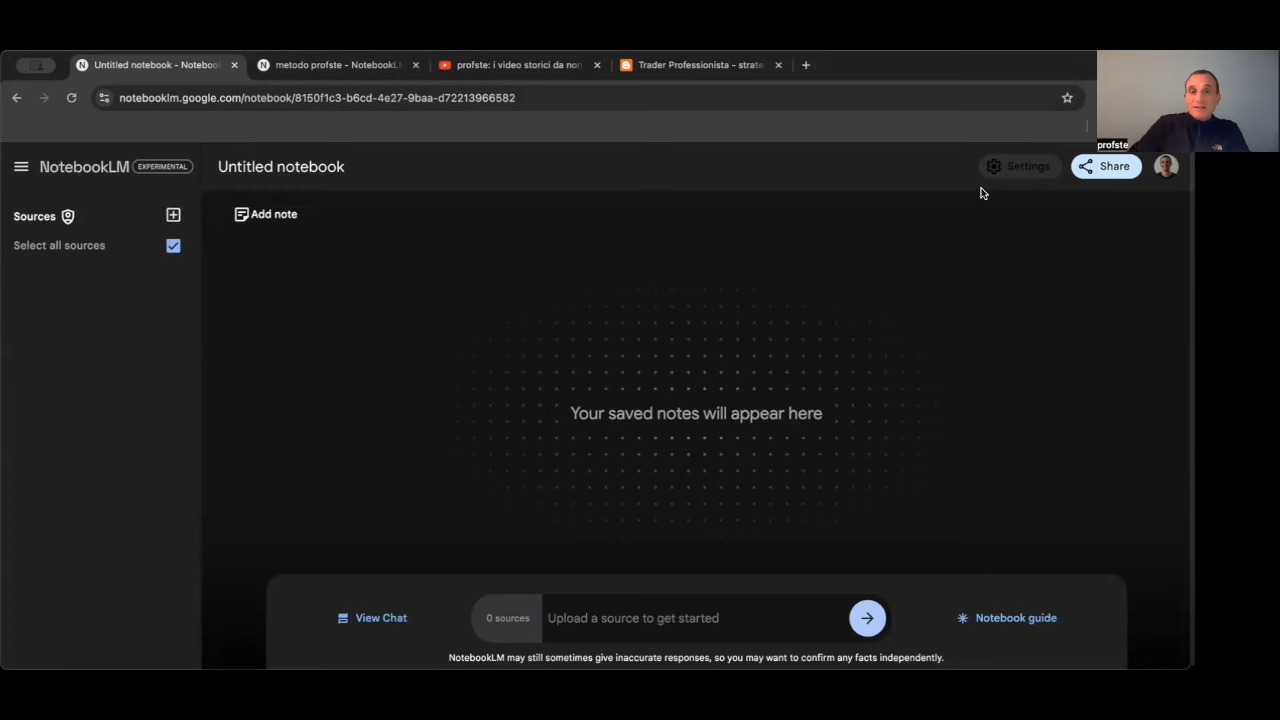 Untitled notebook - Notebook
metodo profste - NotebookL
profste: i video storici da non
Trader Professionista - strate
notebooklm.google.com/notebook/8150f1c3-b6cd-4e27-9baa-d72213966582
profste
NotebookLM EXPERIMENTAL
Untitled notebook
Settings
Share
Sources
Add note
Select all sources
Your saved notes will appear here
View Chat
0 sources
Upload a source to get started
Notebook guide
NotebookLM may still sometimes give inaccurate responses, so you may want to confirm any facts independently.